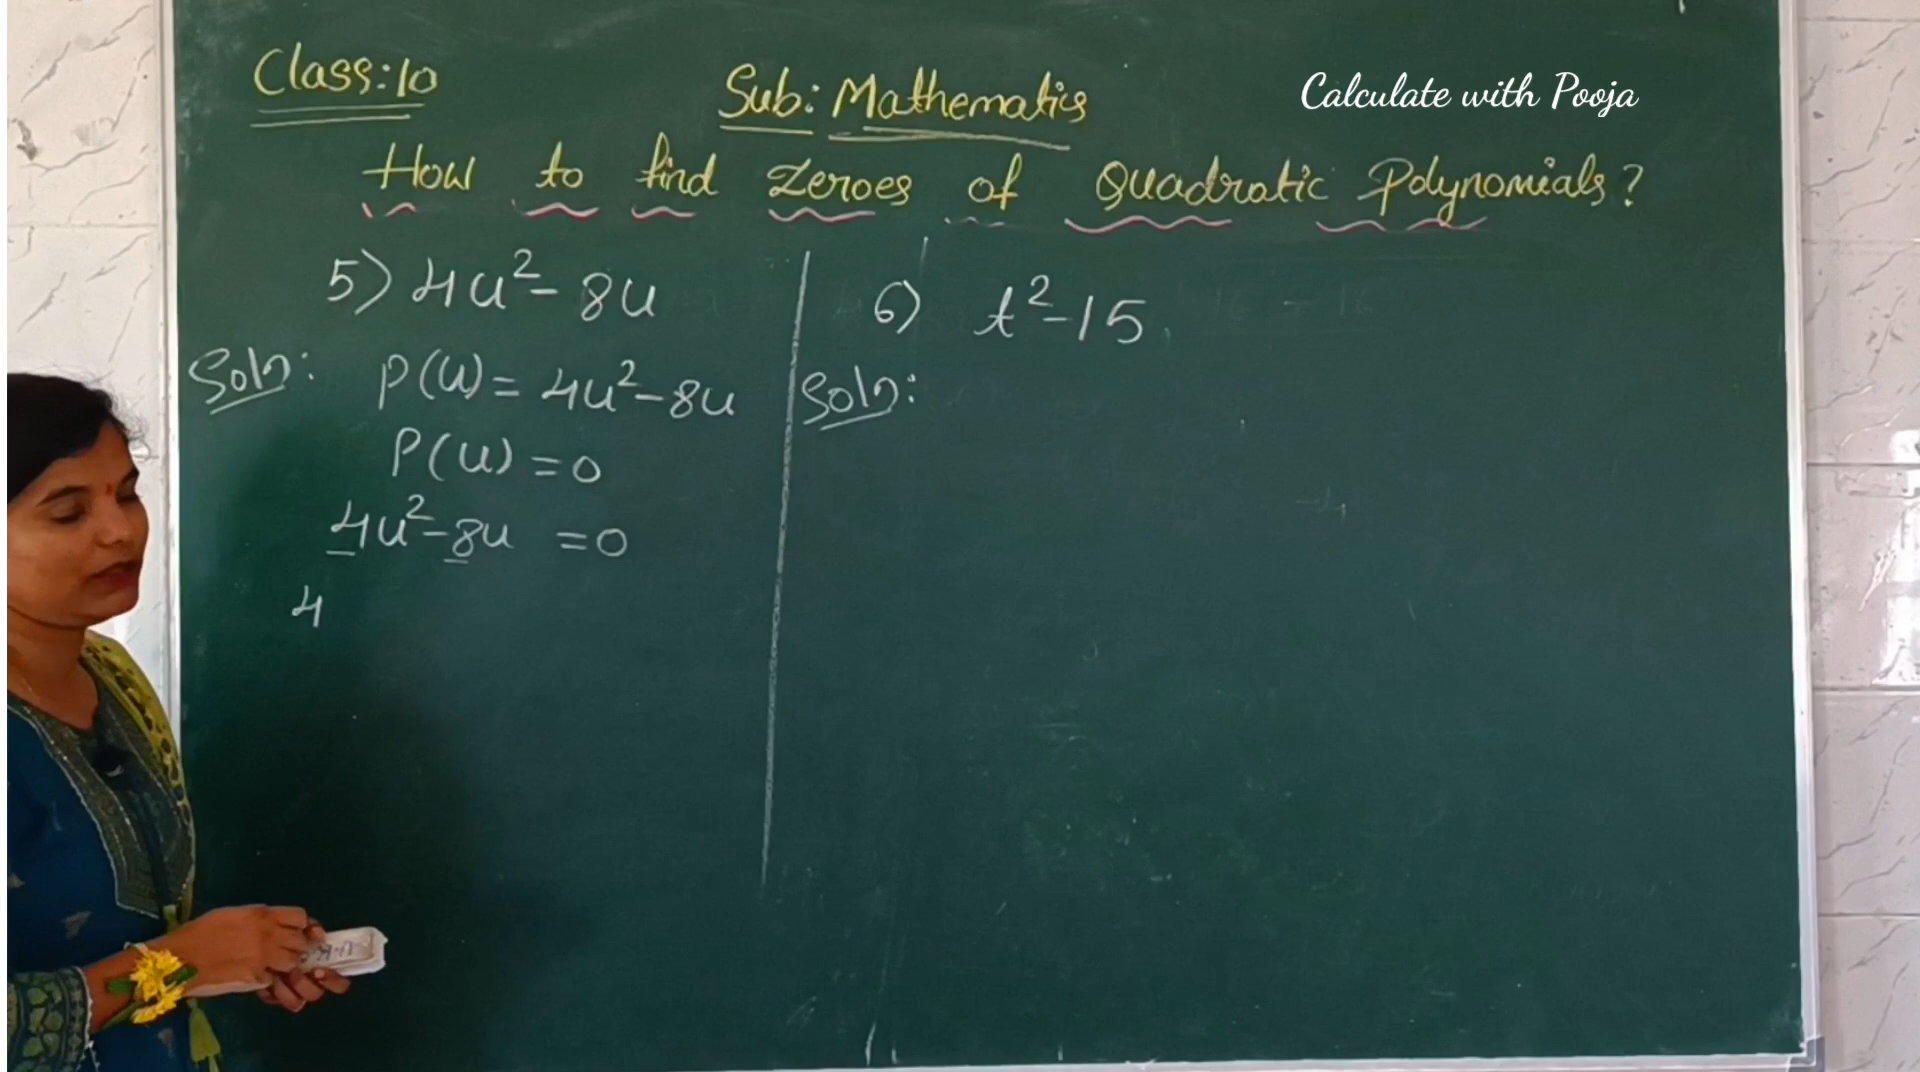 Class:10
Sub: Mathematics
Calculate with Pooja
How to find zeroes of Quadratic Polynomials?
5) 4u² - 8u
Soln: P(u) = 4u² - 8u
P(u) = 0
4u² - 8u = 0
4
6) t² - 15
Soln: